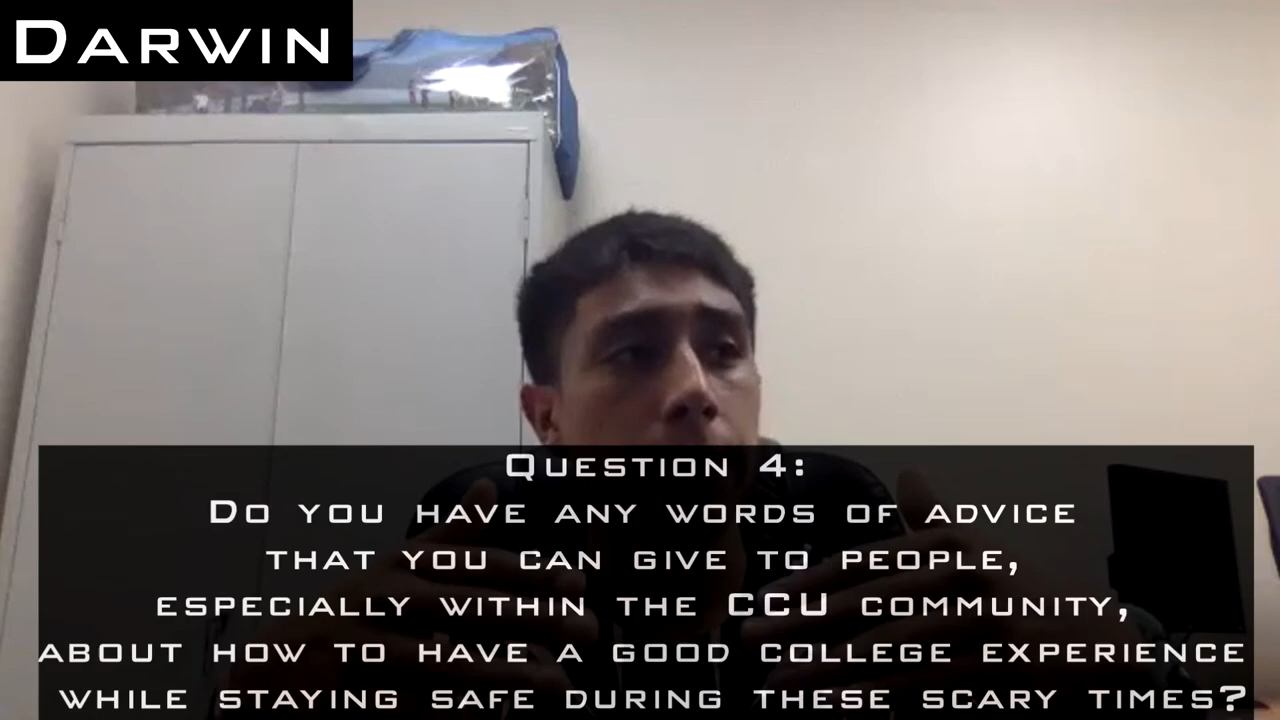 Darwin
Question 4:
Do you have any words of advice
that you can give to people,
especially within the CCU community,
about how to have a good college experience
while staying safe during these scary times?